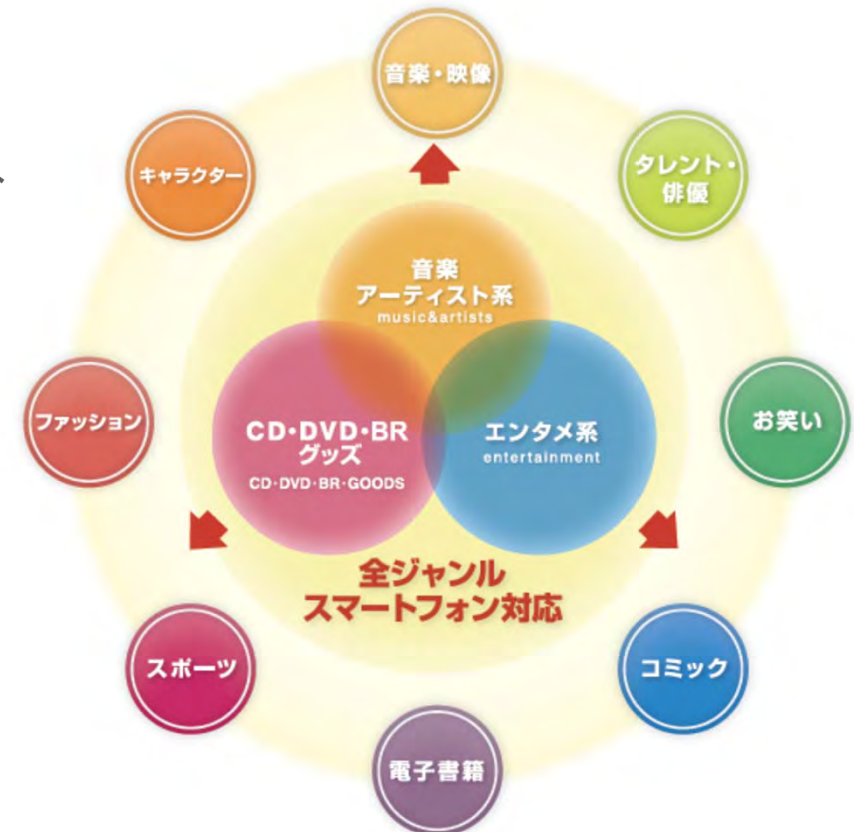 音楽・映像
キャラクター
タレント・
俳優
音楽
アーティスト系
music&artists
ファッション
CD・DVD・BR
グッズ
CD・DVD・BR・GOODS
エンタメ系
entertainment
お笑い
全ジャンル
スマートフォン対応
スポーツ
コミック
電子書籍